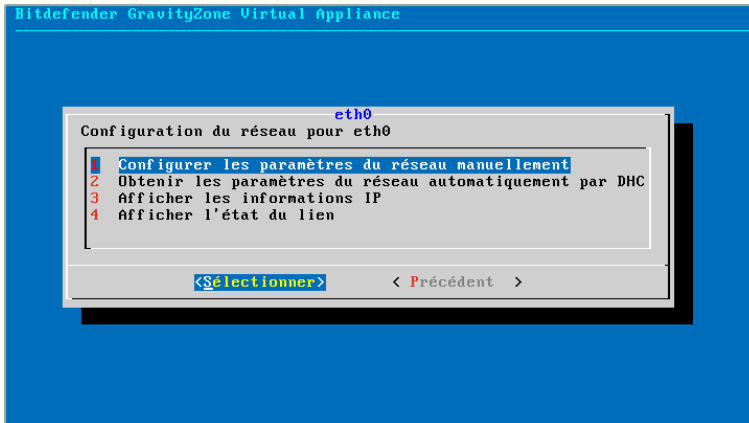 Bitdefender GravityZone Virtual Appliance
eth0
Configuration du réseau pour eth0
1 Configurer les paramètres du réseau manuellement
2 Obtenir les paramètres du réseau automatiquement par DHC
3 Afficher les informations IP
4 Afficher l'état du lien
<Sélectionner> < Précédent >